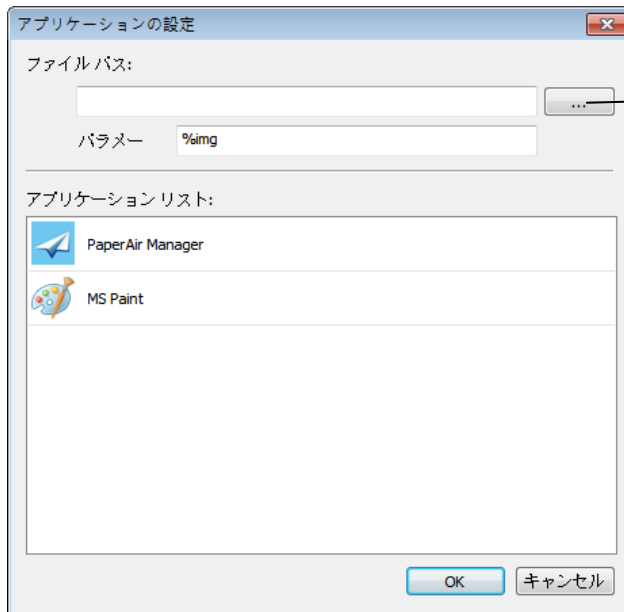 アプリケーションの設定
ファイル パス:
...
パラメー %img
アプリケーション リスト:
PaperAir Manager
MS Paint
OK キャンセル